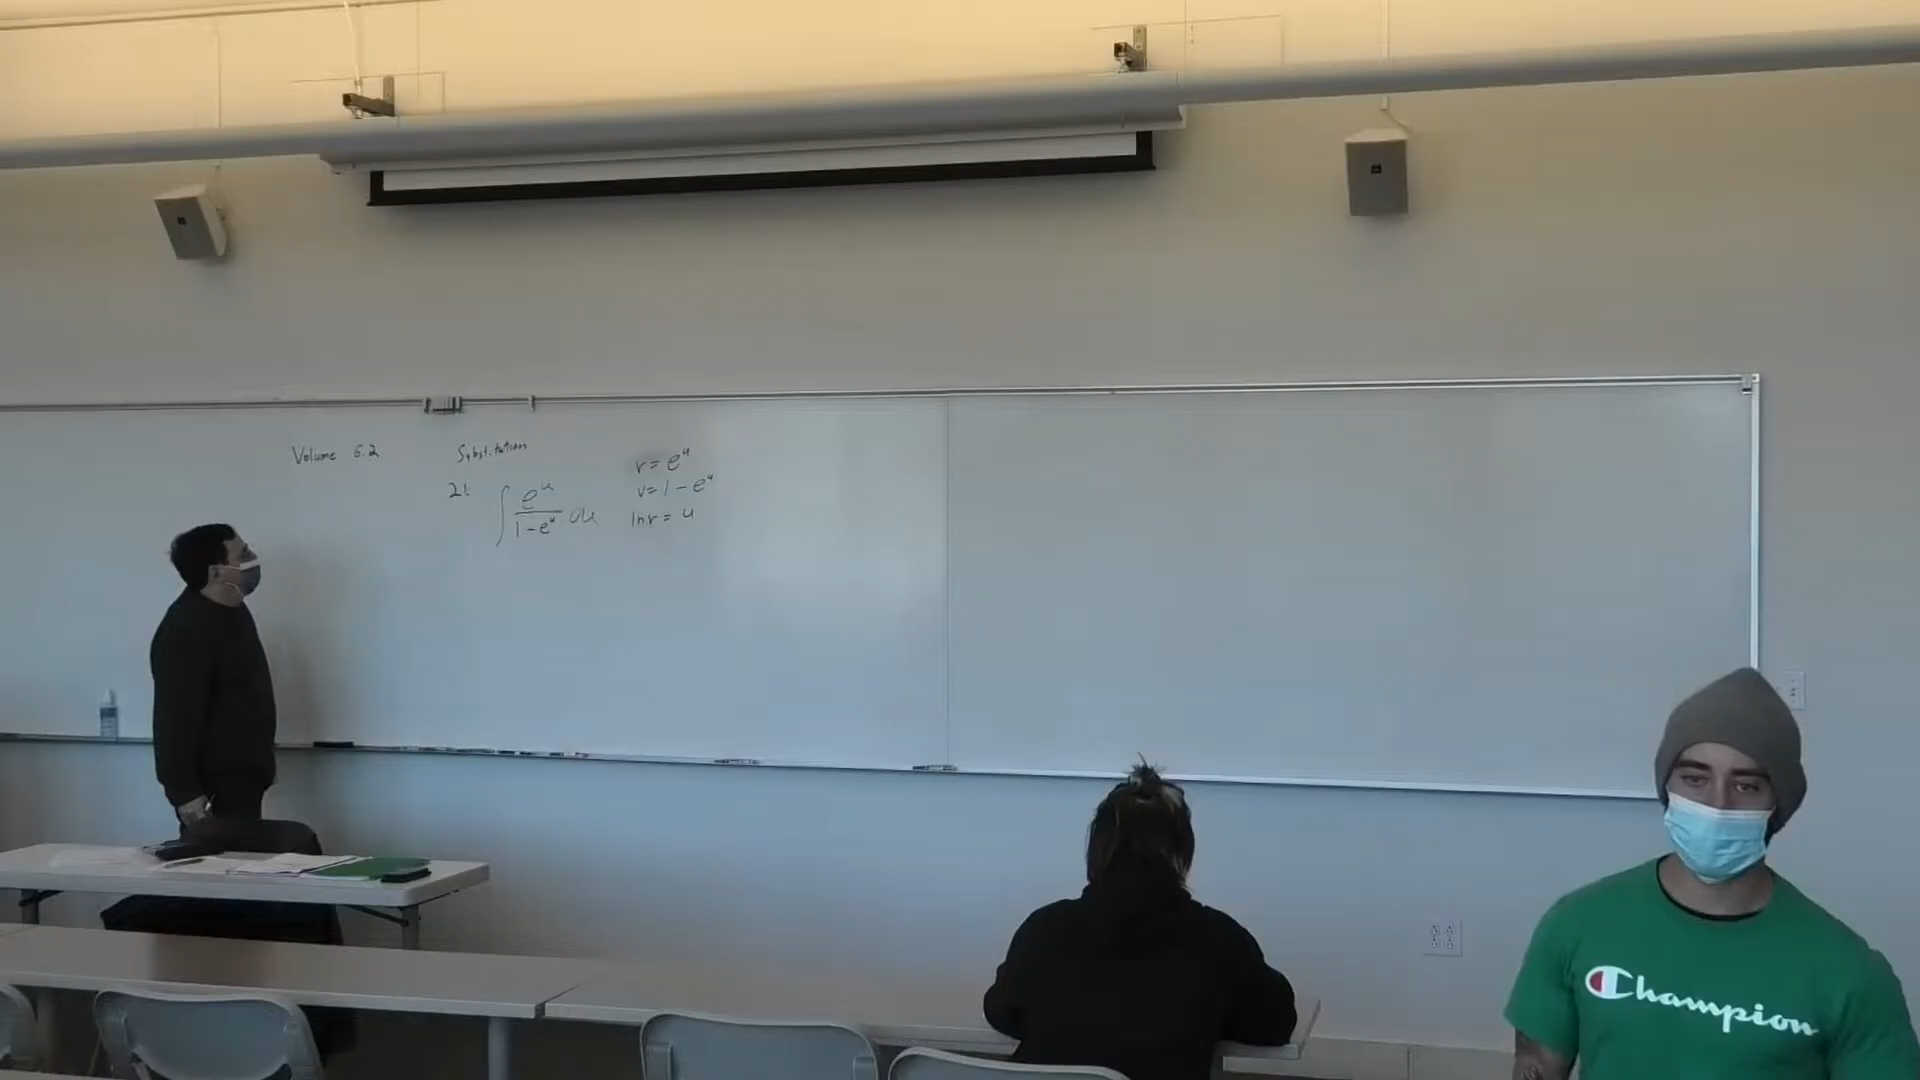 Volume 6.2
Substitution
21.
∫ e^u / (1-e^u) du
r = e^u
v = 1 - e^u
ln r = u
Champion